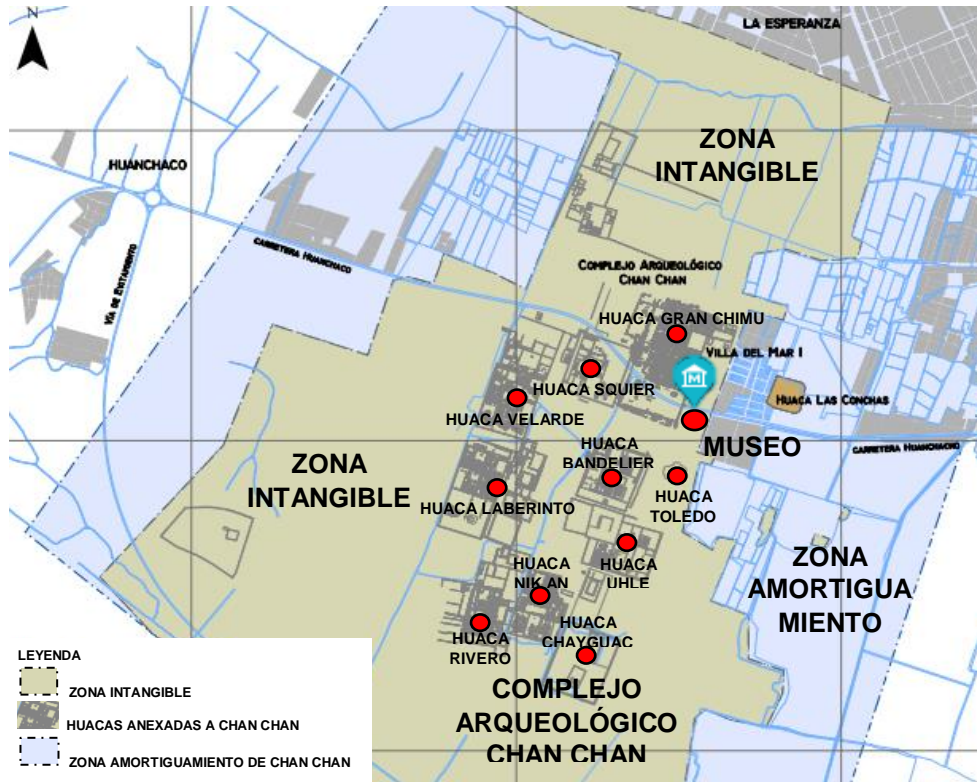 N
LA ESPERANZA
ZONA
INTANGIBLE
HUANCHACO
CARRETERA HUANCHACO
VÍA DE EVITAMIENTO
COMPLEJO ARQUEOLÓGICO
CHAN CHAN
HUACA GRAN CHIMU
VILLA DEL MAR I
M
HUACA SQUIER
HUACA LAS CONCHAS
HUACA VELARDE
MUSEO
CARRETERA HUANCHACO
HUACA
BANDELIER
ZONA
INTANGIBLE
HUACA LABERINTO
HUACA
TOLEDO
HUACA
NIK AN
HUACA
UHLE
ZONA
AMORTIGUA
MIENTO
HUACA
RIVERO
HUACA
CHAYGUAC
COMPLEJO
ARQUEOLÓGICO
CHAN CHAN
LEYENDA
ZONA INTANGIBLE
HUACAS ANEXADAS A CHAN CHAN
ZONA AMORTIGUAMIENTO DE CHAN CHAN